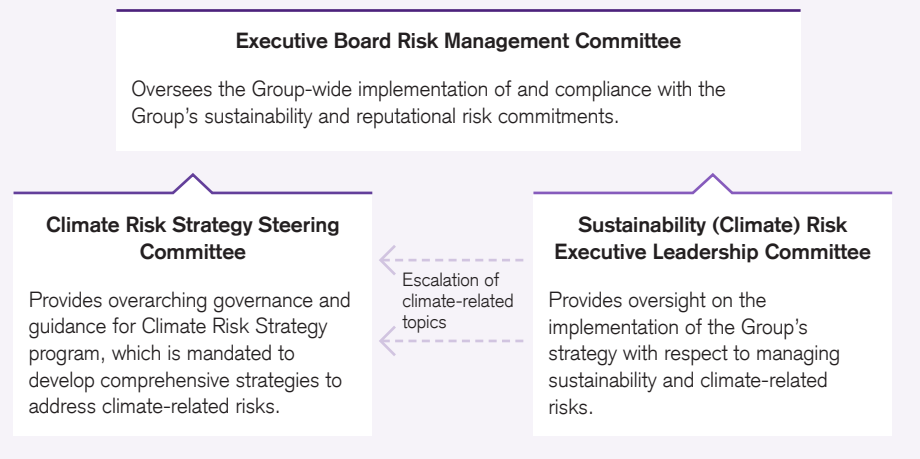 Executive Board Risk Management Committee
Oversees the Group-wide implementation of and compliance with the
Group's sustainability and reputational risk commitments.
Climate Risk Strategy Steering
Committee
Provides overarching governance and
guidance for Climate Risk Strategy
program, which is mandated to
develop comprehensive strategies to
address climate-related risks.
Escalation of
climate-related
topics
Sustainability (Climate) Risk
Executive Leadership Committee
Provides oversight on the
implementation of the Group's
strategy with respect to managing
sustainability and climate-related
risks.